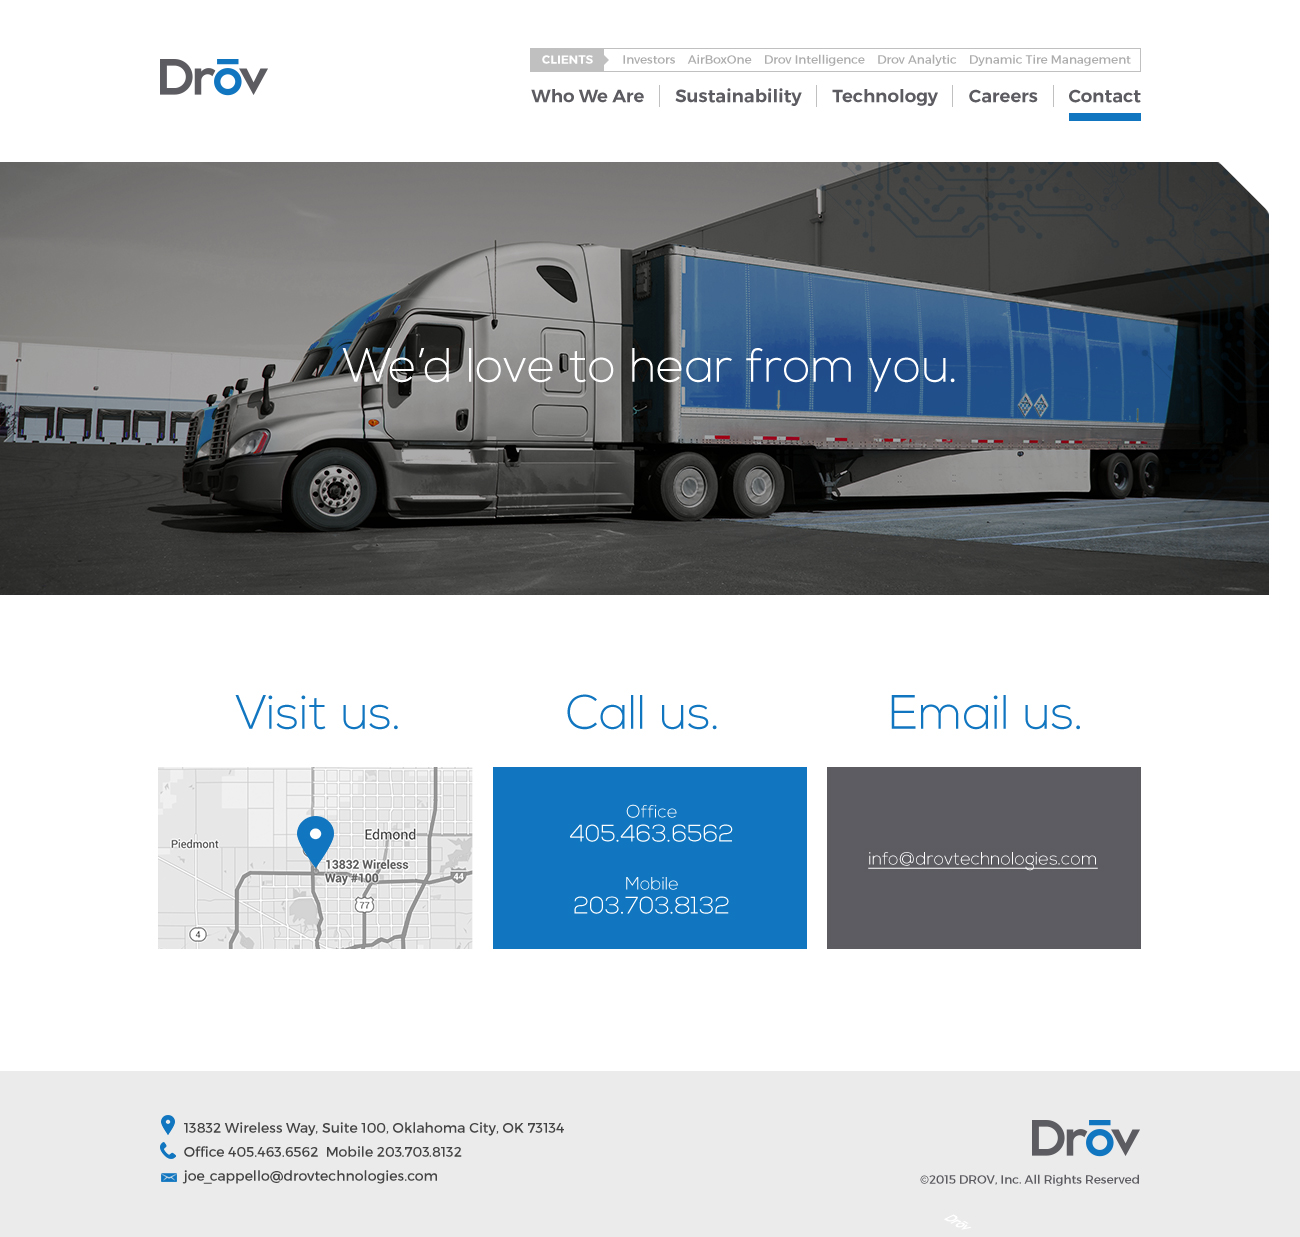 Drōv
CLIENTS Investors AirBoxOne Drov Intelligence Drov Analytic Dynamic Tire Management
Who We Are Sustainability Technology Careers Contact
We'd love to hear from you.
Visit us. Call us. Email us.
Piedmont
Edmond
13832 Wireless
Way #100
44
77
4
Office
405.463.6562
Mobile
203.703.8132
info@drovtechnologies.com
13832 Wireless Way, Suite 100, Oklahoma City, OK 73134
Office 405.463.6562 Mobile 203.703.8132
joe_cappello@drovtechnologies.com
Drōv
©2015 DROV, Inc. All Rights Reserved